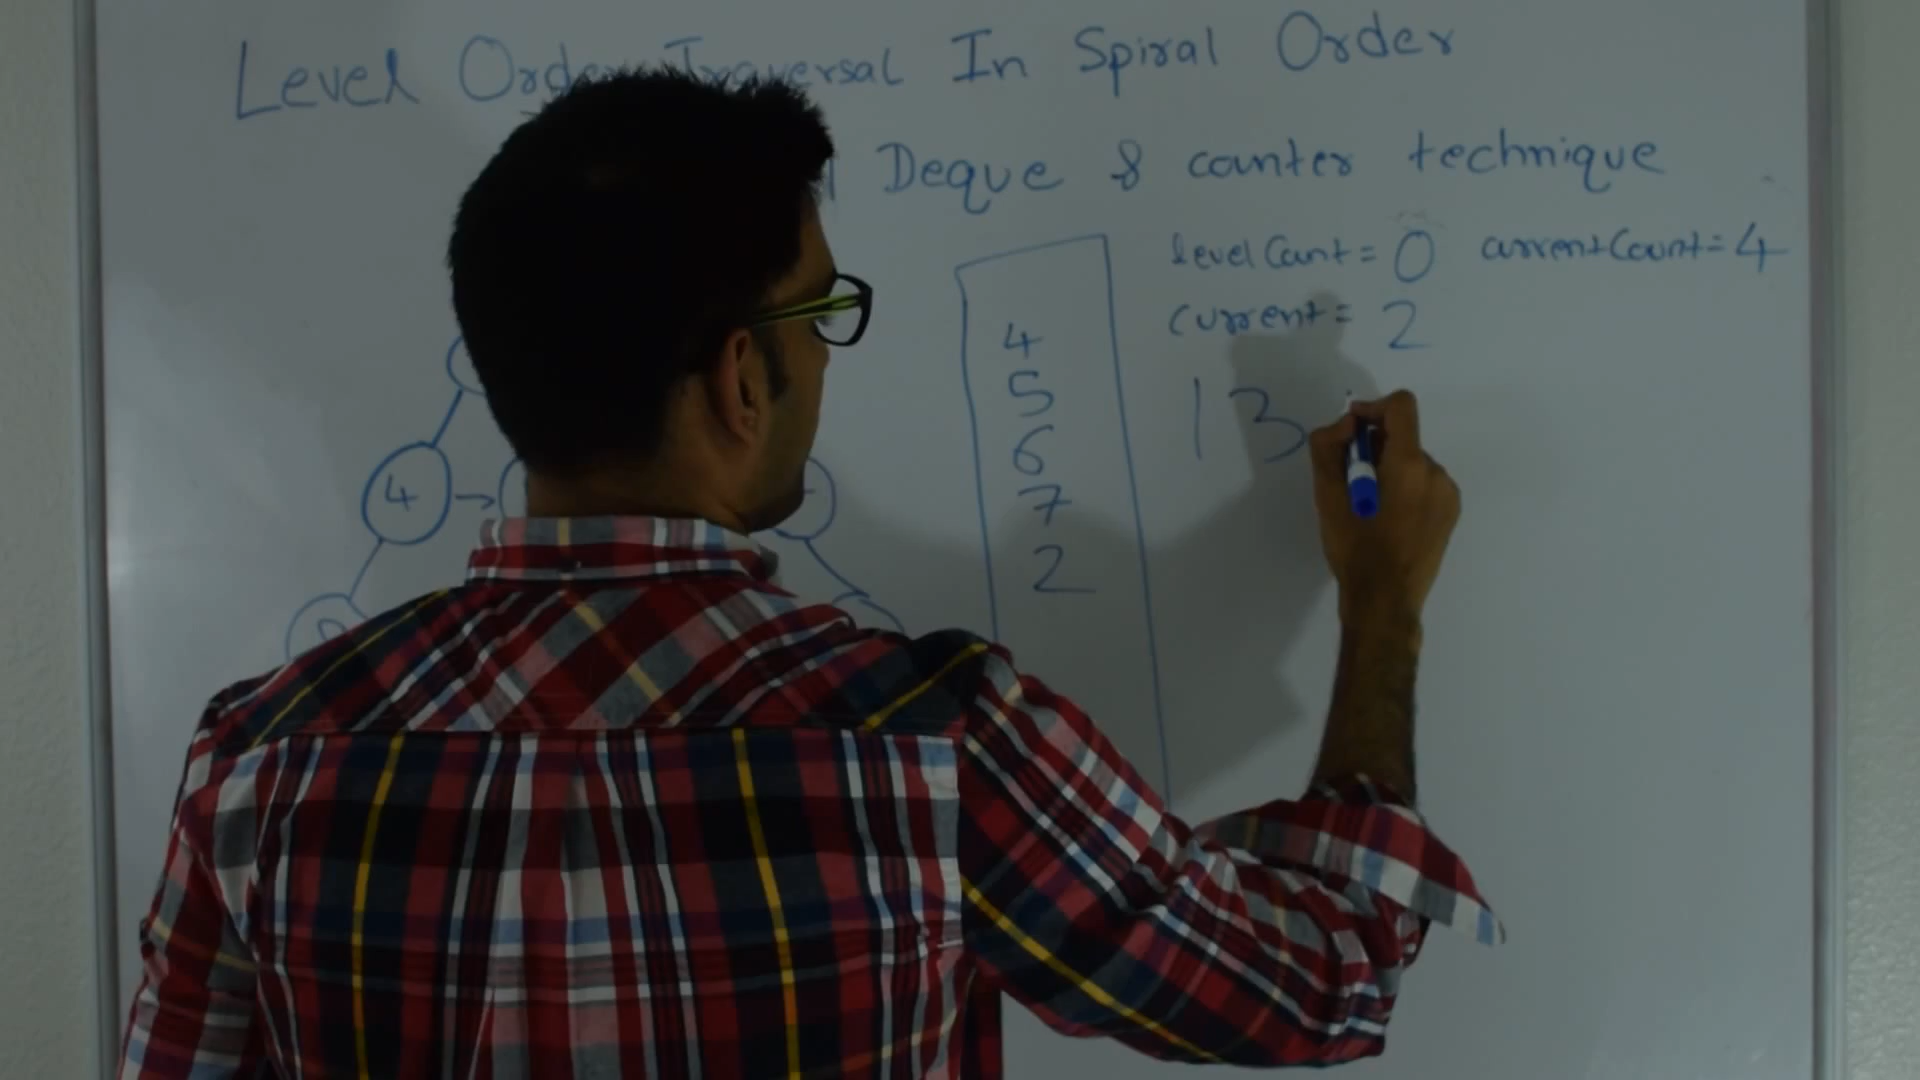 Level Order Traversal In Spiral Order
Deque & counter technique
levelCount = 0 currentCount = 4
current = 2
1 3
4
5
6
7
2
4 →